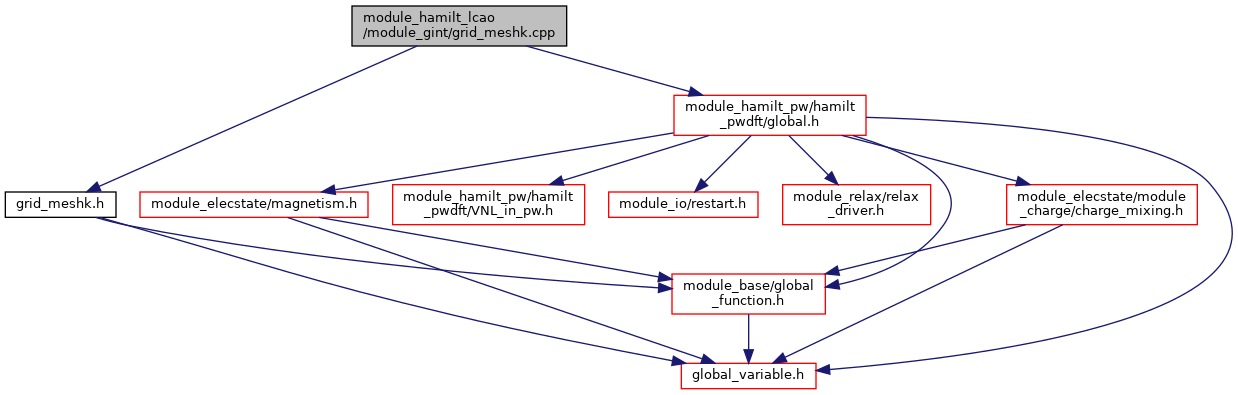 module_hamilt_lcao
/module_gint/grid_meshk.cpp
module_hamilt_pw/hamilt
_pwdft/global.h
grid_meshk.h
module_elecstate/magnetism.h
module_hamilt_pw/hamilt
_pwdft/VNL_in_pw.h
module_io/restart.h
module_relax/relax
_driver.h
module_elecstate/module
_charge/charge_mixing.h
module_base/global
_function.h
global_variable.h